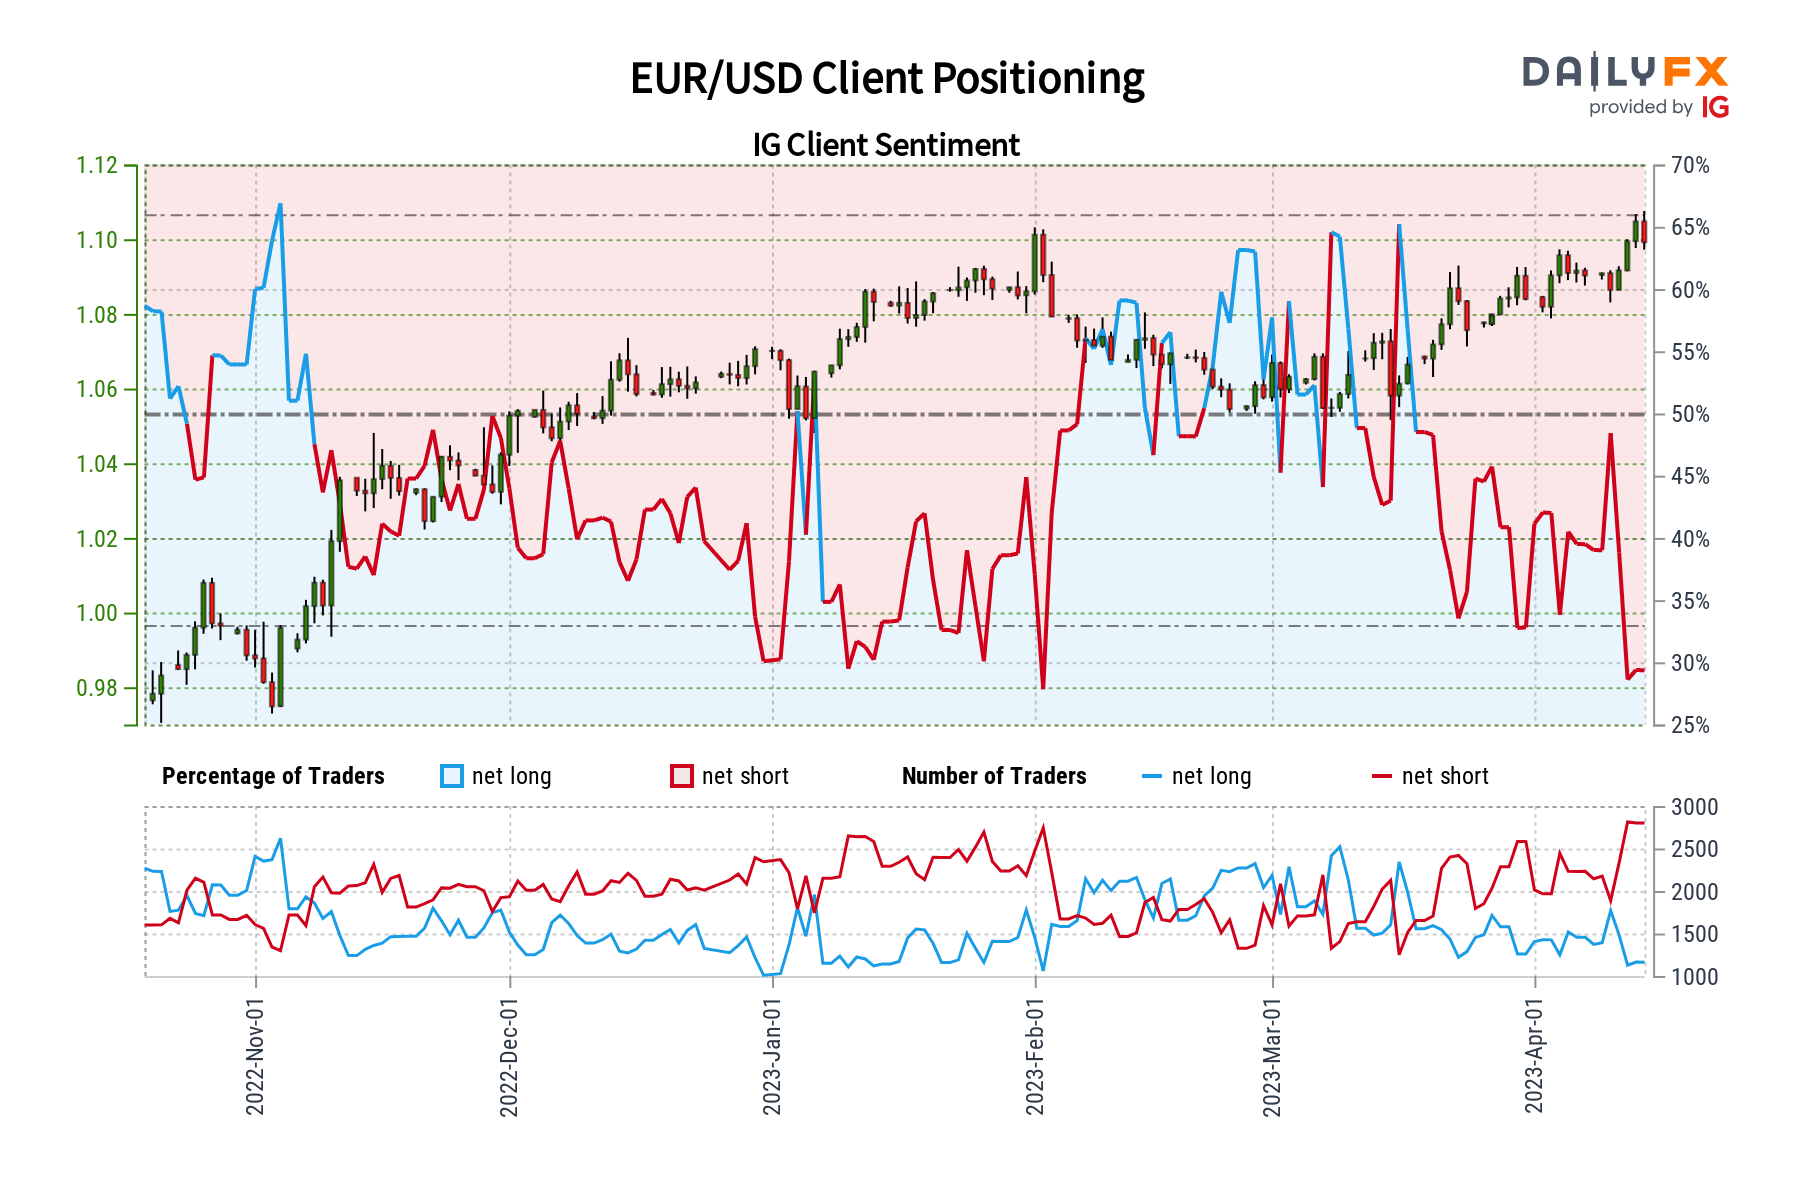 EUR/USD Client Positioning
DAILYFX
provided by IG
IG Client Sentiment
1.12
1.10
1.08
1.06
1.04
1.02
1.00
0.98
70%
65%
60%
55%
50%
45%
40%
35%
30%
25%
Percentage of Traders net long net short Number of Traders net long net short
3000
2500
2000
1500
1000
2022-Nov-01
2022-Dec-01
2023-Jan-01
2023-Feb-01
2023-Mar-01
2023-Apr-01